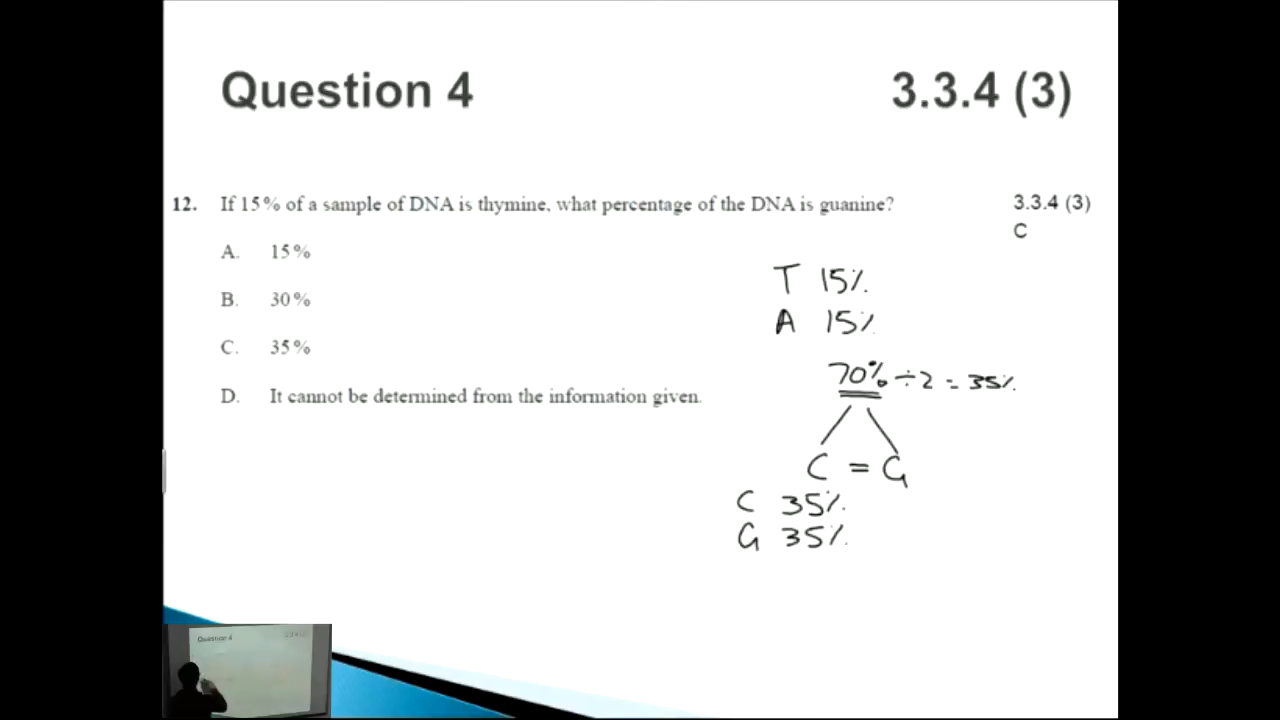 Question 4 3.3.4 (3)
12. If 15% of a sample of DNA is thymine, what percentage of the DNA is guanine? 3.3.4 (3)
C
A. 15%
B. 30%
C. 35%
D. It cannot be determined from the information given.
T 15%
A 15%
70% ÷ 2 = 35%
C = G
C 35%
G 35%
Question 4